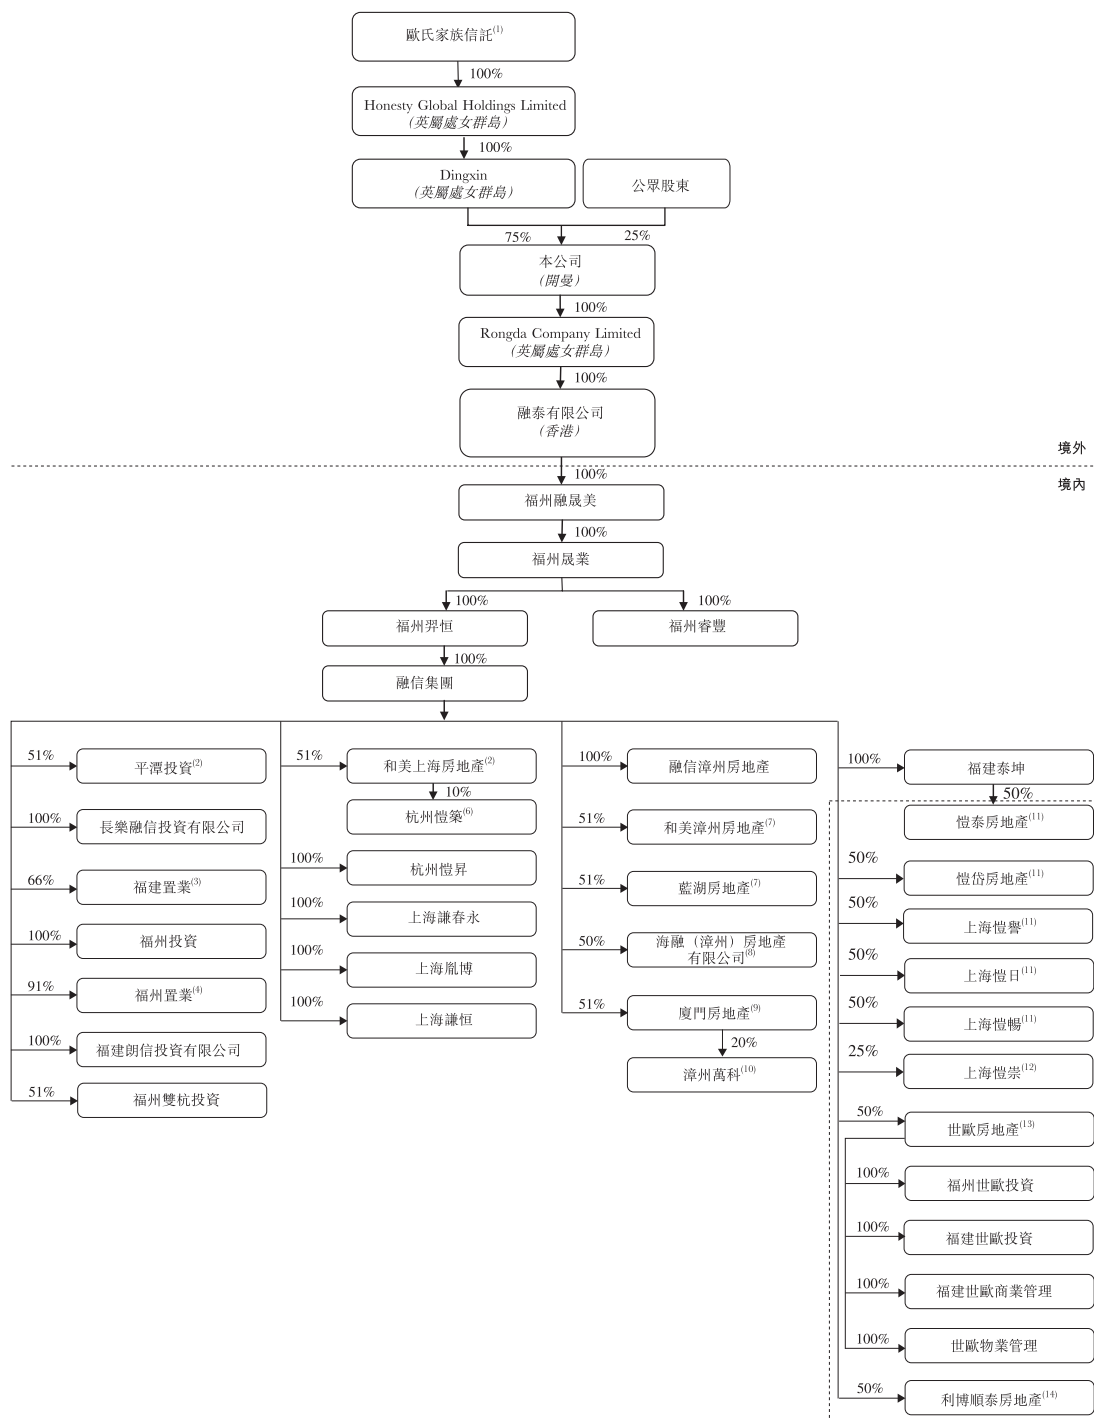 歐氏家族信託(1)
100%
Honesty Global Holdings Limited
(英屬處女群島)
100%
Dingxin
(英屬處女群島)
公眾股東
75%
25%
本公司
(開曼)
100%
Rongda Company Limited
(英屬處女群島)
100%
融泰有限公司
(香港)
境外
100%
境內
福州融晟美
100%
福州晟業
100%
100%
福州羿恒
福州睿豐
100%
融信集團
51%
平潭投資(2)
100%
長樂融信投資有限公司
66%
福建置業(3)
100%
福州投資
91%
福州置業(4)
100%
福建朗信投資有限公司
51%
福州雙杭投資
51%
和美上海房地產(2)
10%
杭州愷築(6)
100%
杭州愷昇
100%
上海謙春永
100%
上海胤博
100%
上海謙恒
100%
融信漳州房地產
51%
和美漳州房地產(7)
51%
藍湖房地產(7)
50%
海融（漳州）房地產
有限公司(8)
51%
廈門房地產(9)
20%
漳州萬科(10)
100%
福建泰坤
50%
愷泰房地產(11)
50%
愷岱房地產(11)
50%
上海愷譽(11)
50%
上海愷日(11)
50%
上海愷暢(11)
25%
上海愷崇(12)
50%
世歐房地產(13)
100%
福州世歐投資
100%
福建世歐投資
100%
福建世歐商業管理
100%
世歐物業管理
50%
利博順泰房地產(14)